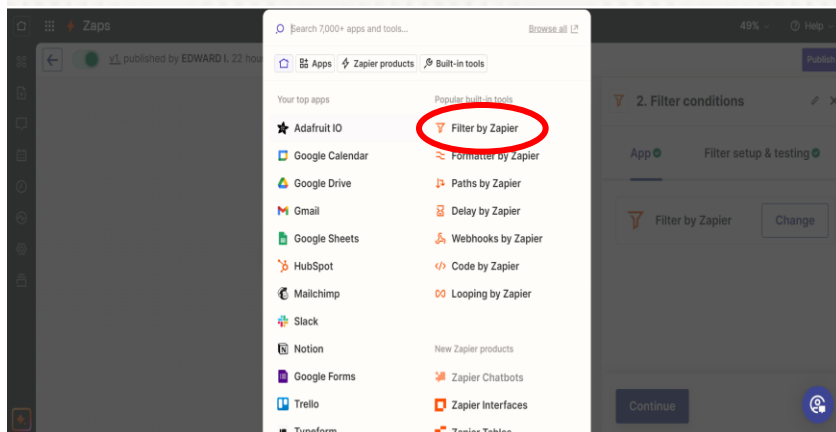 Zaps
v1, published by EDWARD I. 22 hou
Search 7,000+ apps and tools...
Browse all
Apps
Zapier products
Built-in tools
49%
Help
Publish
Your top apps
Adafruit IO
Google Calendar
Google Drive
Gmail
Google Sheets
HubSpot
Mailchimp
Slack
Notion
Google Forms
Trello
Typeform
Popular built-in tools
Filter by Zapier
Formatter by Zapier
Paths by Zapier
Delay by Zapier
Webhooks by Zapier
Code by Zapier
Looping by Zapier
New Zapier products
Zapier Chatbots
Zapier Interfaces
Zapier Tables
2. Filter conditions
App
Filter setup & testing
Filter by Zapier
Change
Continue